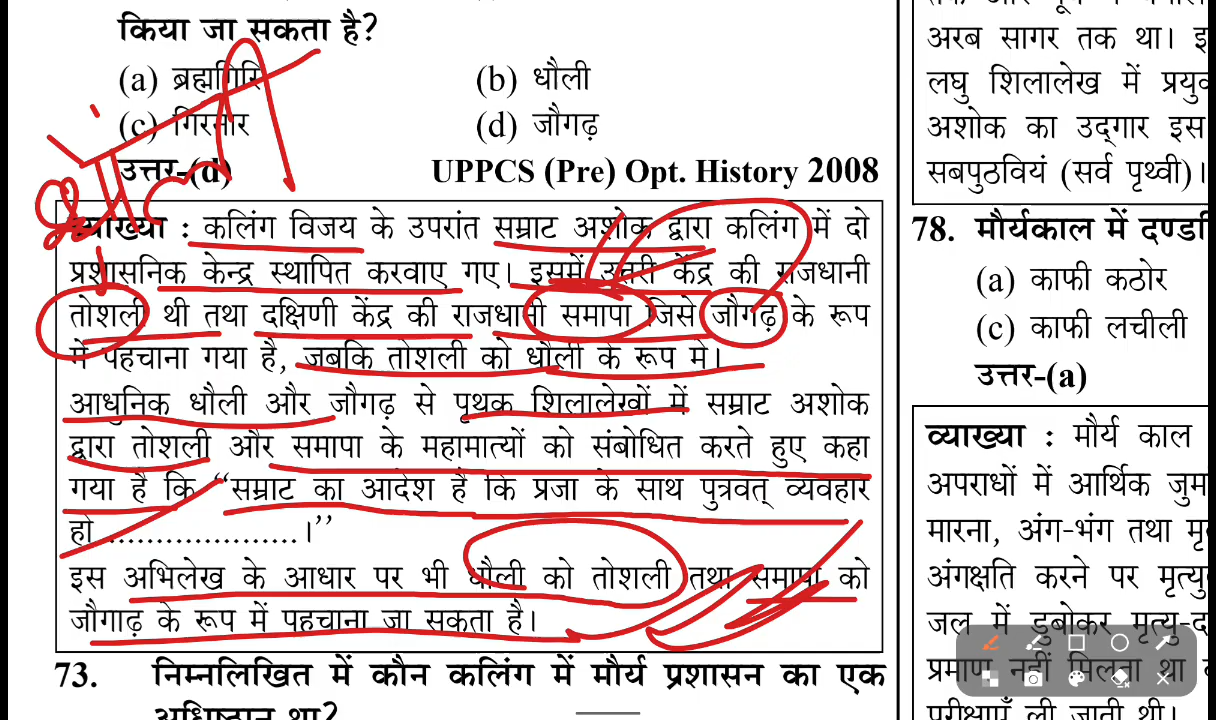 किया जा सकता है?
(a) ब्रह्मगिरि (b) धौली
(c) गिरनार (d) जौगढ़
उत्तर-(d) UPPCS (Pre) Opt. History 2008
व्याख्या : कलिंग विजय के उपरांत सम्राट अशोक द्वारा कलिंग में दो
प्रशासनिक केन्द्र स्थापित करवाए गए। इसमें उत्तरी केंद्र की राजधानी
तोशली थी तथा दक्षिणी केंद्र की राजधानी समापा जिसे जौगढ़ के रूप
में पहचाना गया है, जबकि तोशली को धौली के रूप में।
आधुनिक धौली और जौगढ़ से पृथक शिलालेखों में सम्राट अशोक
द्वारा तोशली और समापा के महामात्यों को संबोधित करते हुए कहा
गया है कि “सम्राट का आदेश है कि प्रजा के साथ पुत्रवत् व्यवहार
हो .....................।”
इस अभिलेख के आधार पर भी धौली को तोशली तथा समापा को
जौगाढ़ के रूप में पहचाना जा सकता है।
73. निम्नलिखित में कौन कलिंग में मौर्य प्रशासन का एक
अधिष्ठान था?
अरब सागर तक था।
लघु शिलालेख में
अशोक का उद्गार इस
सबपुठवियं (सर्व पृथ्वी)।
78. मौर्यकाल में
(a) काफी कठोर
(c) काफी लचीली
उत्तर-(a)
व्याख्या : मौर्य काल
अपराधों में आर्थिक
मारना, अंग-भंग तथा
अंगक्षति करने पर
जल में डुबोकर
प्रमाण नहीं मिलता था
परीक्षाएँ ली जाती थी।